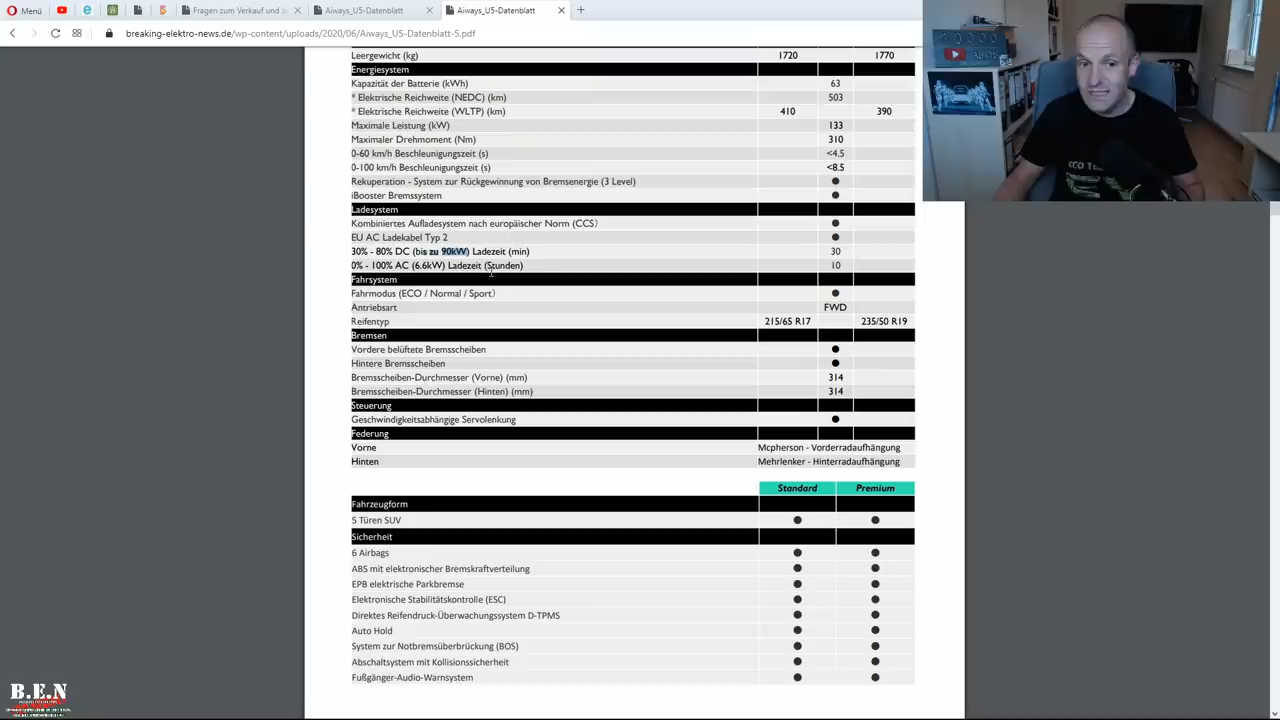 Menü
Fragen zum Verkauf und z
Aiways_U5-Datenblatt
Aiways_U5-Datenblatt
breaking-elektro-news.de/wp-content/uploads/2020/06/Aiways_U5-Datenblatt-5.pdf
Leergewicht (kg) 1720 1770
Energiesystem
Kapazität der Batterie (kWh) 63
* Elektrische Reichweite (NEDC) (km) 503
* Elektrische Reichweite (WLTP) (km) 410 390
Maximale Leistung (kW) 133
Maximaler Drehmoment (Nm) 310
0-60 km/h Beschleunigungszeit (s) <4.5
0-100 km/h Beschleunigungszeit (s) <8.5
Rekuperation - System zur Rückgewinnung von Bremsenergie (3 Level) ●
iBooster Bremssystem ●
Ladesystem
Kombiniertes Aufladesystem nach europäischer Norm (CCS) ●
EU AC Ladekabel Typ 2 ●
30% - 80% DC (bis zu 90kW) Ladezeit (min) 30
0% - 100% AC (6.6kW) Ladezeit (Stunden) 10
Fahrsystem
Fahrmodus (ECO / Normal / Sport) ●
Antriebsart FWD
Reifentyp 215/65 R17 235/50 R19
Bremsen
Vordere belüftete Bremsscheiben ●
Hintere Bremsscheiben ●
Bremsscheiben-Durchmesser (Vorne) (mm) 314
Bremsscheiben-Durchmesser (Hinten) (mm) 314
Steuerung
Geschwindigkeitsabhängige Servolenkung ●
Federung
Vorne Mcpherson - Vorderradaufhängung
Hinten Mehrlenker - Hinterradaufhängung
Standard Premium
Fahrzeugform
5 Türen SUV ● ●
Sicherheit
6 Airbags ● ●
ABS mit elektronischer Bremskraftverteilung ● ●
EPB elektrische Parkbremse ● ●
Elektronische Stabilitätskontrolle (ESC) ● ●
Direktes Reifendruck-Überwachungssystem D-TPMS ● ●
Auto Hold ● ●
System zur Notbremsüberbrückung (BOS) ● ●
Abschaltsystem mit Kollisionssicherheit ● ●
Fußgänger-Audio-Warnsystem ● ●
B.E.N